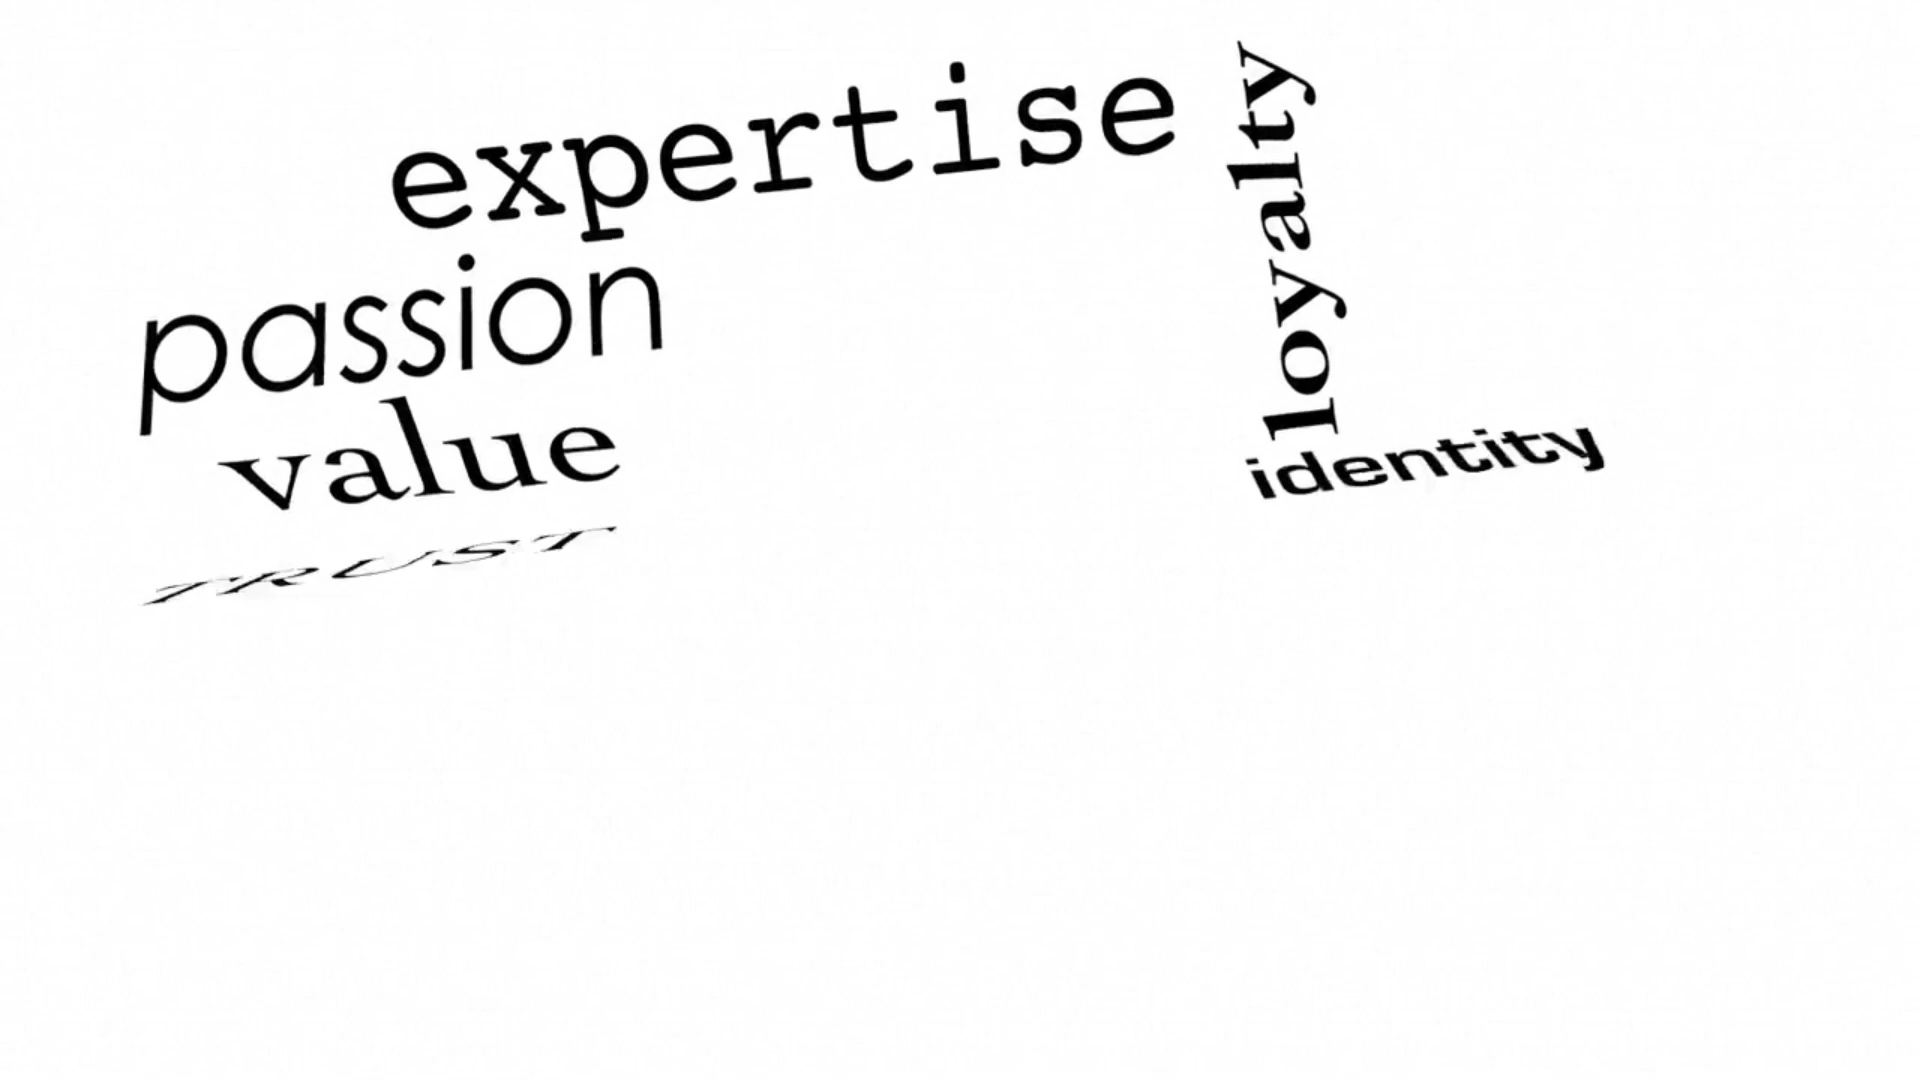 expertise
loyalty
passion
value
identity
TRUST